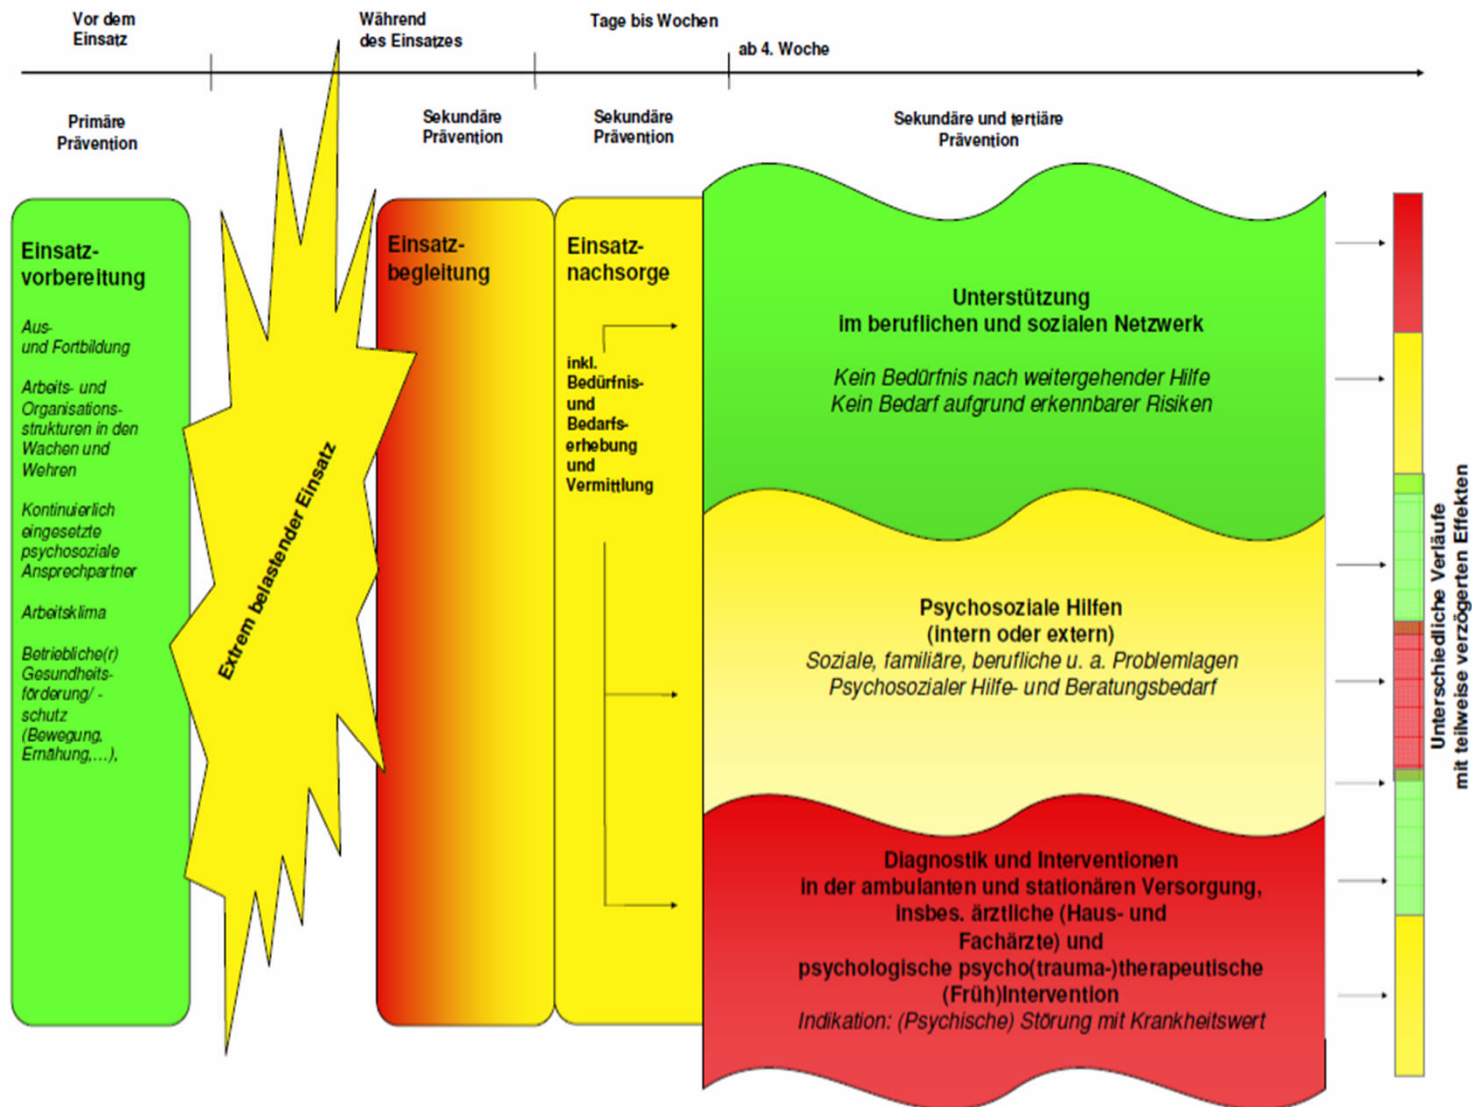 Vor dem
Einsatz
Während
des Einsatzes
Tage bis Wochen
ab 4. Woche
Primäre
Prävention
Sekundäre
Prävention
Sekundäre
Prävention
Sekundäre und tertiäre
Prävention
Einsatz-
vorbereitung
Aus-
und Fortbildung
Arbeits- und
Organisations-
strukturen in den
Wachen und
Wehren
Kontinuierlich
eingesetzte
psychosoziale
Ansprechpartner
Arbeitsklima
Betriebliche(r)
Gesundheits-
förderung/ -
schutz
(Bewegung,
Ernährung,...),
Extrem belastender Einsatz
Einsatz-
begleitung
Einsatz-
nachsorge
inkl.
Bedürfnis-
und
Bedarfs-
erhebung
und
Vermittlung
Unterstützung
im beruflichen und sozialen Netzwerk
Kein Bedürfnis nach weitergehender Hilfe
Kein Bedarf aufgrund erkennbarer Risiken
Psychosoziale Hilfen
(intern oder extern)
Soziale, familiäre, berufliche u. a. Problemlagen
Psychosozialer Hilfe- und Beratungsbedarf
Diagnostik und Interventionen
in der ambulanten und stationären Versorgung,
insbes. ärztliche (Haus- und
Fachärzte) und
psychologische psycho(trauma-)therapeutische
(Früh)Intervention
Indikation: (Psychische) Störung mit Krankheitswert
Unterschiedliche Verläufe
mit teilweise verzögerten Effekten